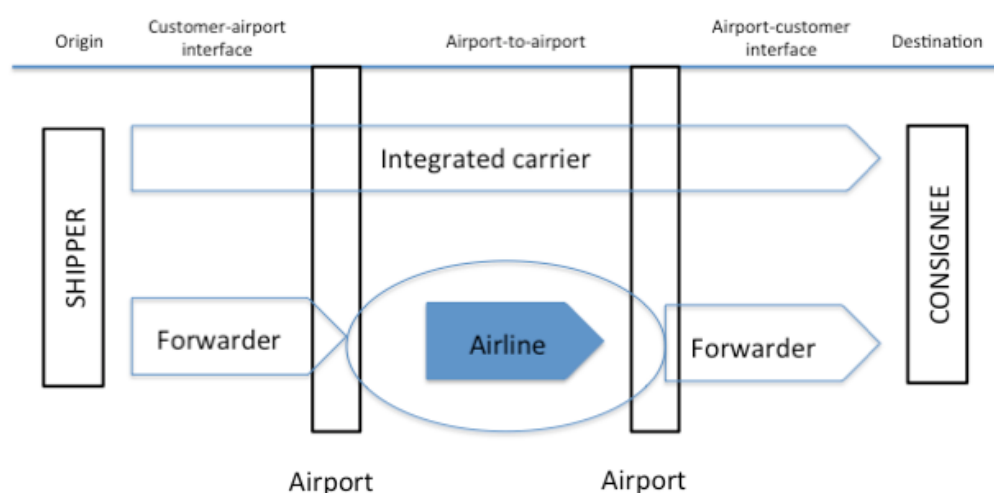 Origin
Customer-airport
interface
Airport-to-airport
Airport-customer
interface
Destination
SHIPPER
Integrated carrier
CONSIGNEE
Forwarder
Airline
Forwarder
Airport
Airport